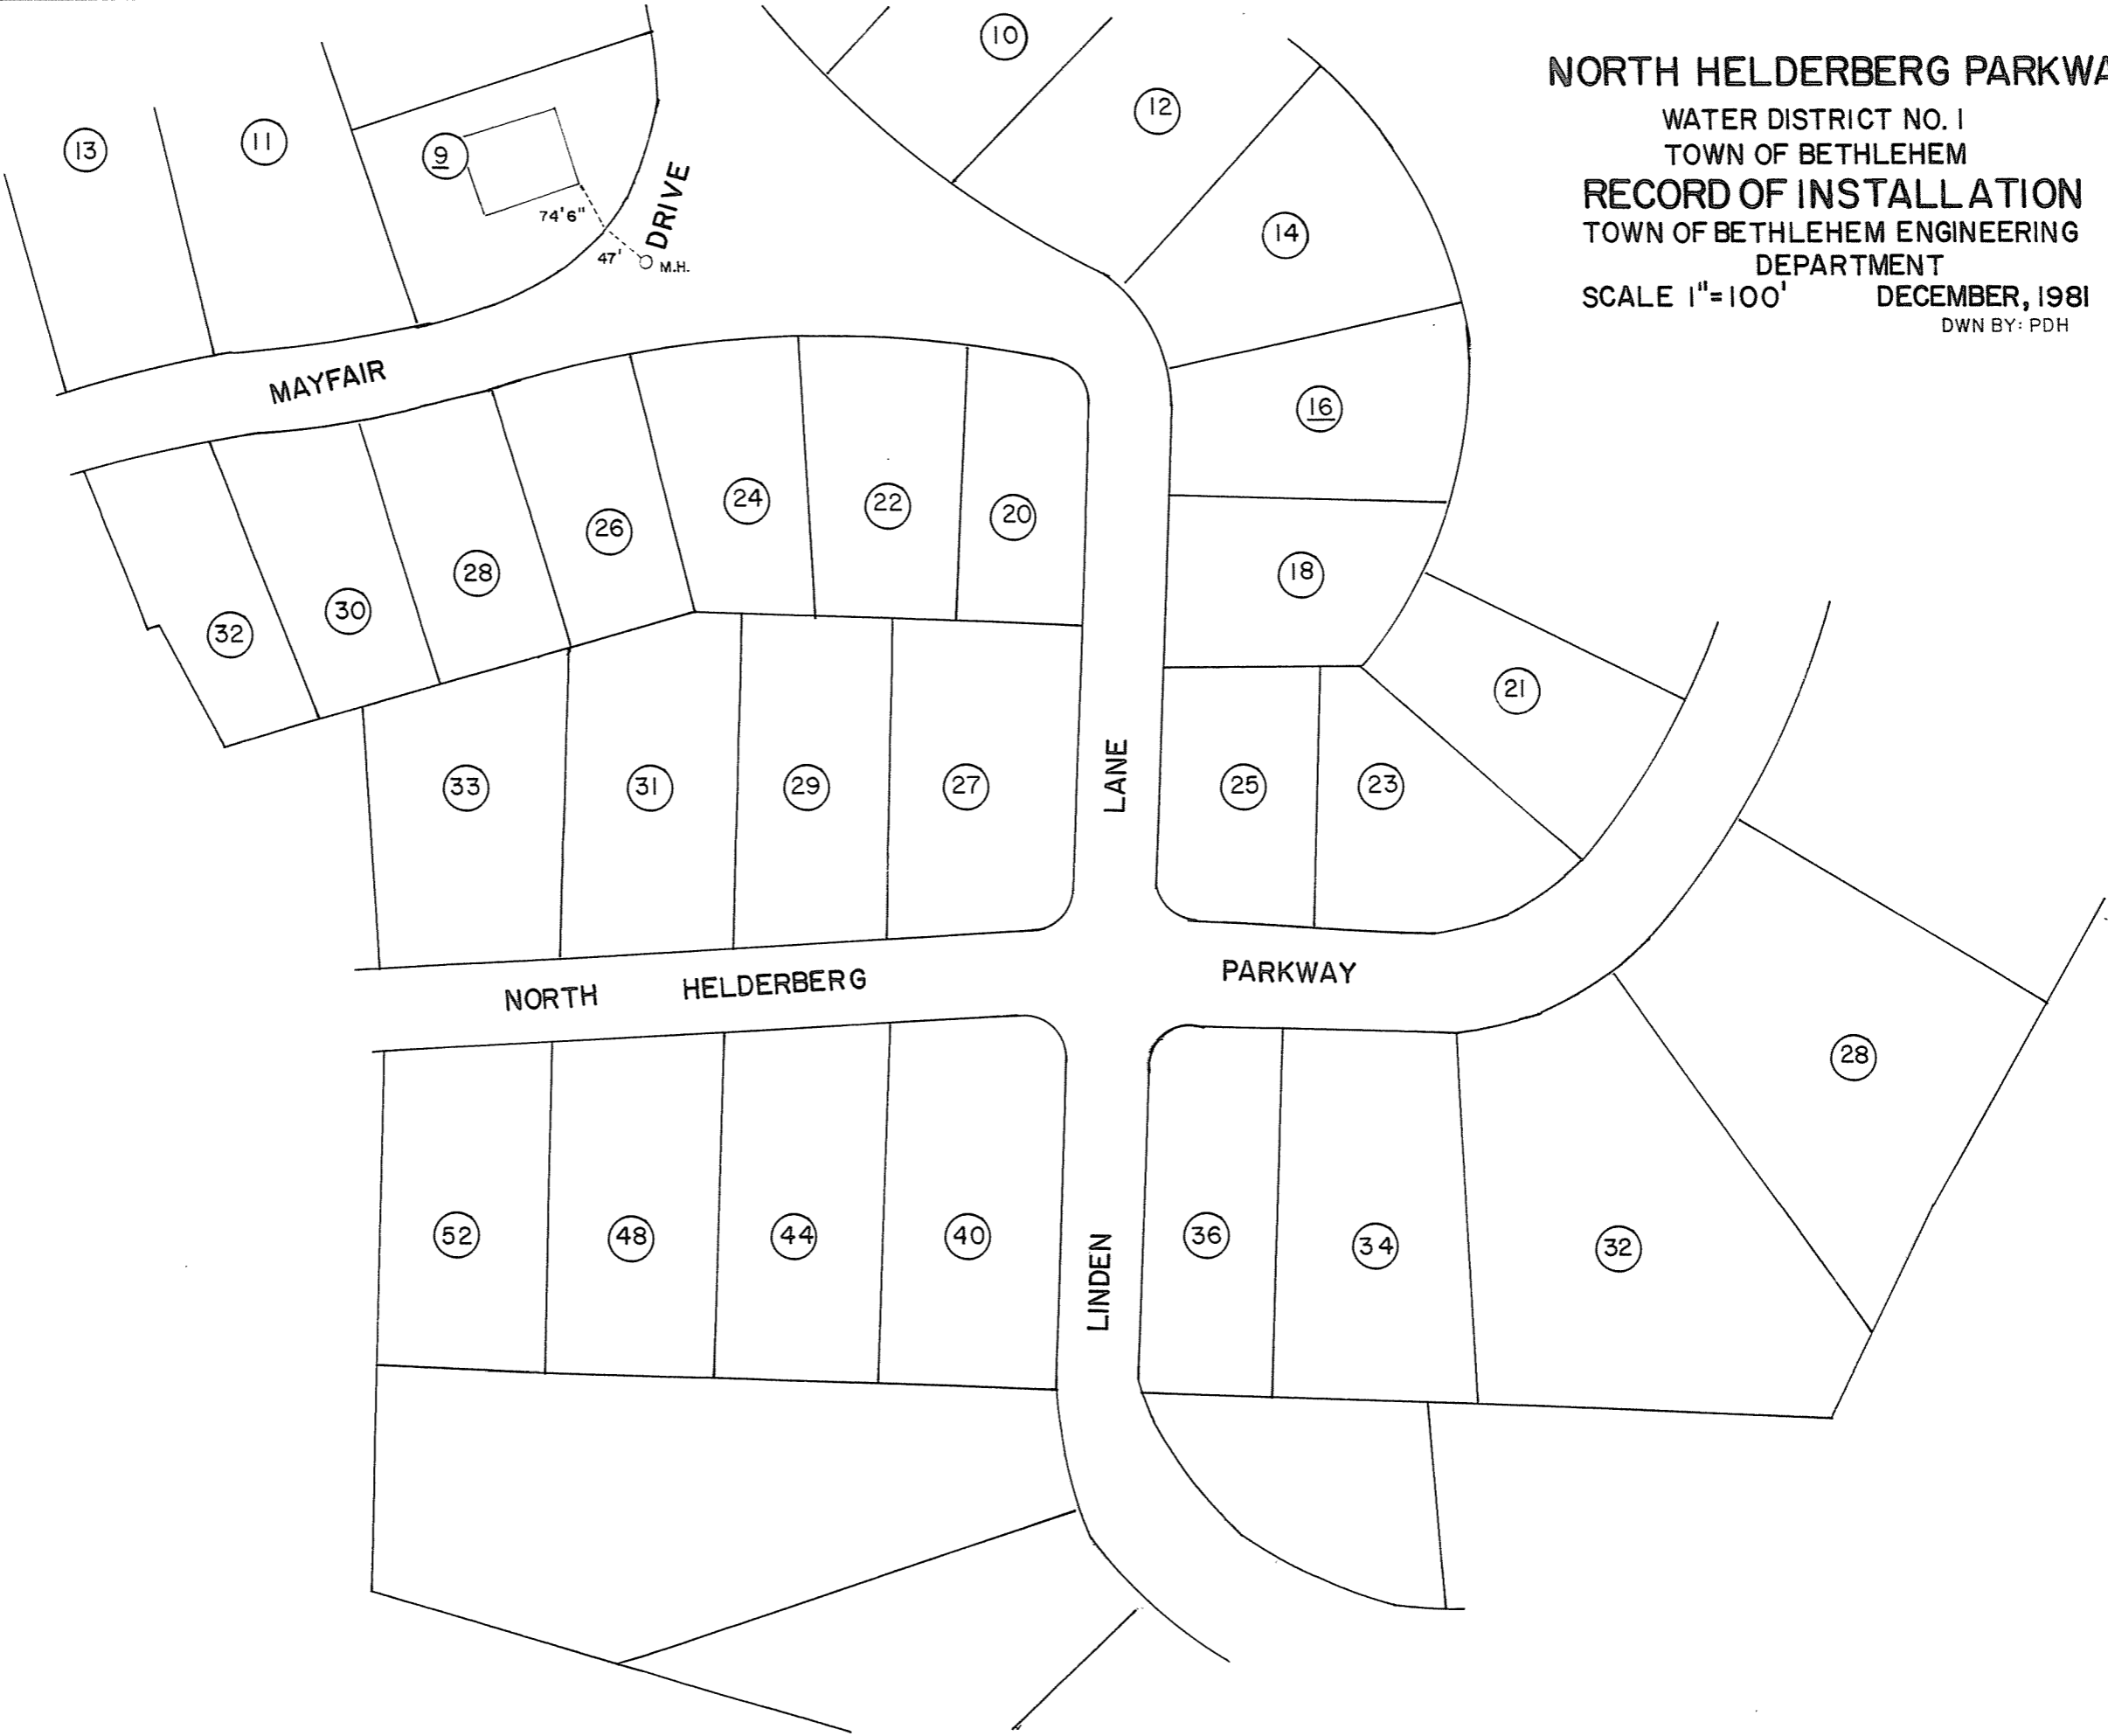 NORTH HELDERBERG PARKWA
WATER DISTRICT NO. 1
TOWN OF BETHLEHEM
RECORD OF INSTALLATION
TOWN OF BETHLEHEM ENGINEERING
DEPARTMENT
SCALE 1"=100' DECEMBER, 1981
DWN BY: PDH
10
12
13
11
9
14
74'6"
47'
M.H.
DRIVE
MAYFAIR
16
24
22
20
26
28
30
32
18
21
33
31
29
27
LANE
25
23
NORTH HELDERBERG PARKWAY
28
52
48
44
40
LINDEN
36
34
32